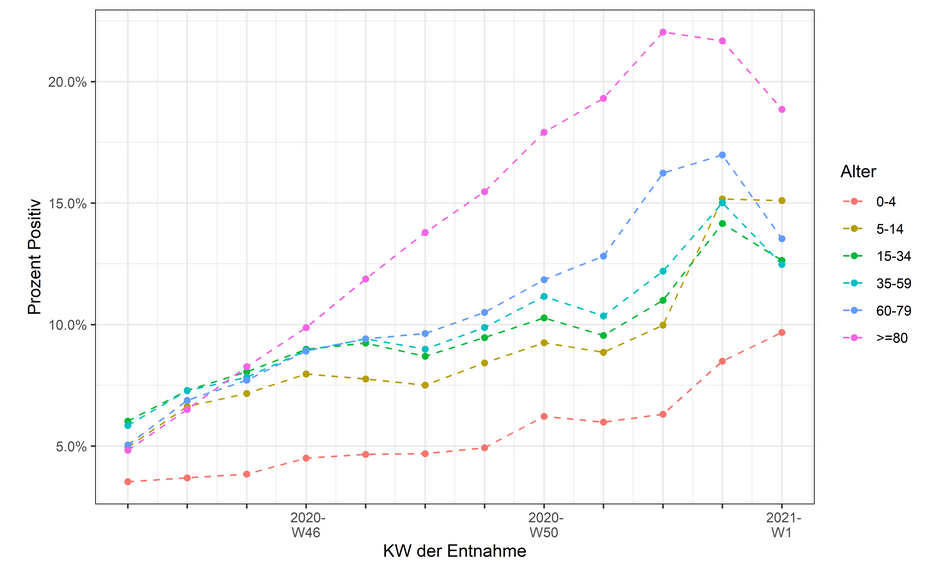 20.0%
15.0%
10.0%
5.0%
Prozent Positiv
2020-
W46
2020-
W50
2021-
W1
KW der Entnahme
Alter
0-4
5-14
15-34
35-59
60-79
>=80